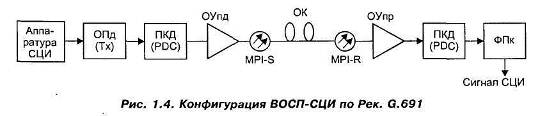 Аппа-
ратура
СЦИ
ОПд
(Tx)
ПКД
(PDC)
ОУпд
MPI-S
ОК
MPI-R
ОУпр
ПКД
(PDC)
ФПк
Сигнал СЦИ
Рис. 1.4. Конфигурация ВОСП-СЦИ по Рек. G.691